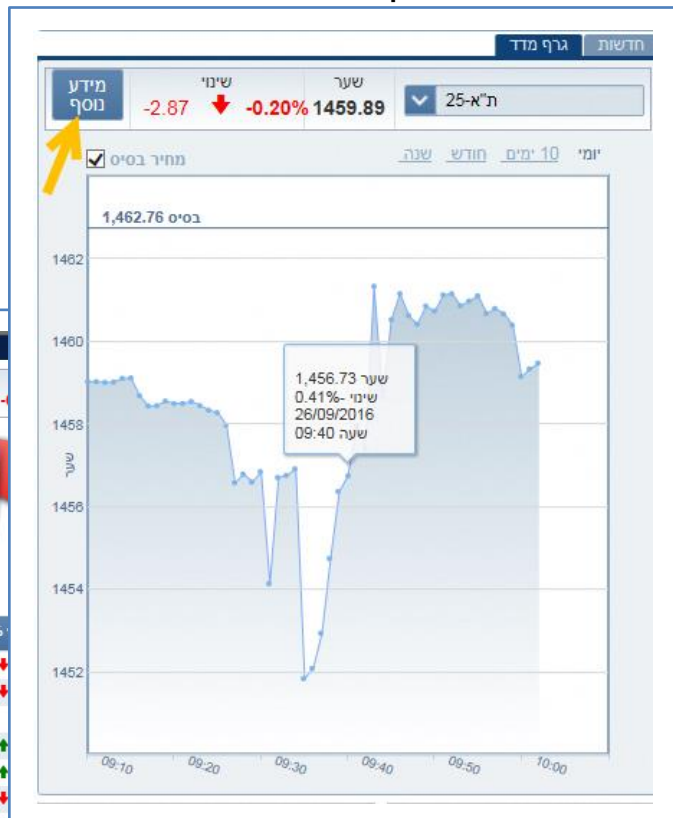 חדשות
גרף מדד
ת"א-25
שער
1459.89
שינוי
-0.20%
-2.87
מידע
נוסף
יומי
10 ימים
חודש
שנה
מחיר בסיס
בסיס 1,462.76
1462
1460
1458
1456
1454
1452
שער
שער 1,456.73
שינוי -0.41%
26/09/2016
שעה 09:40
09:10
09:20
09:30
09:40
09:50
10:00